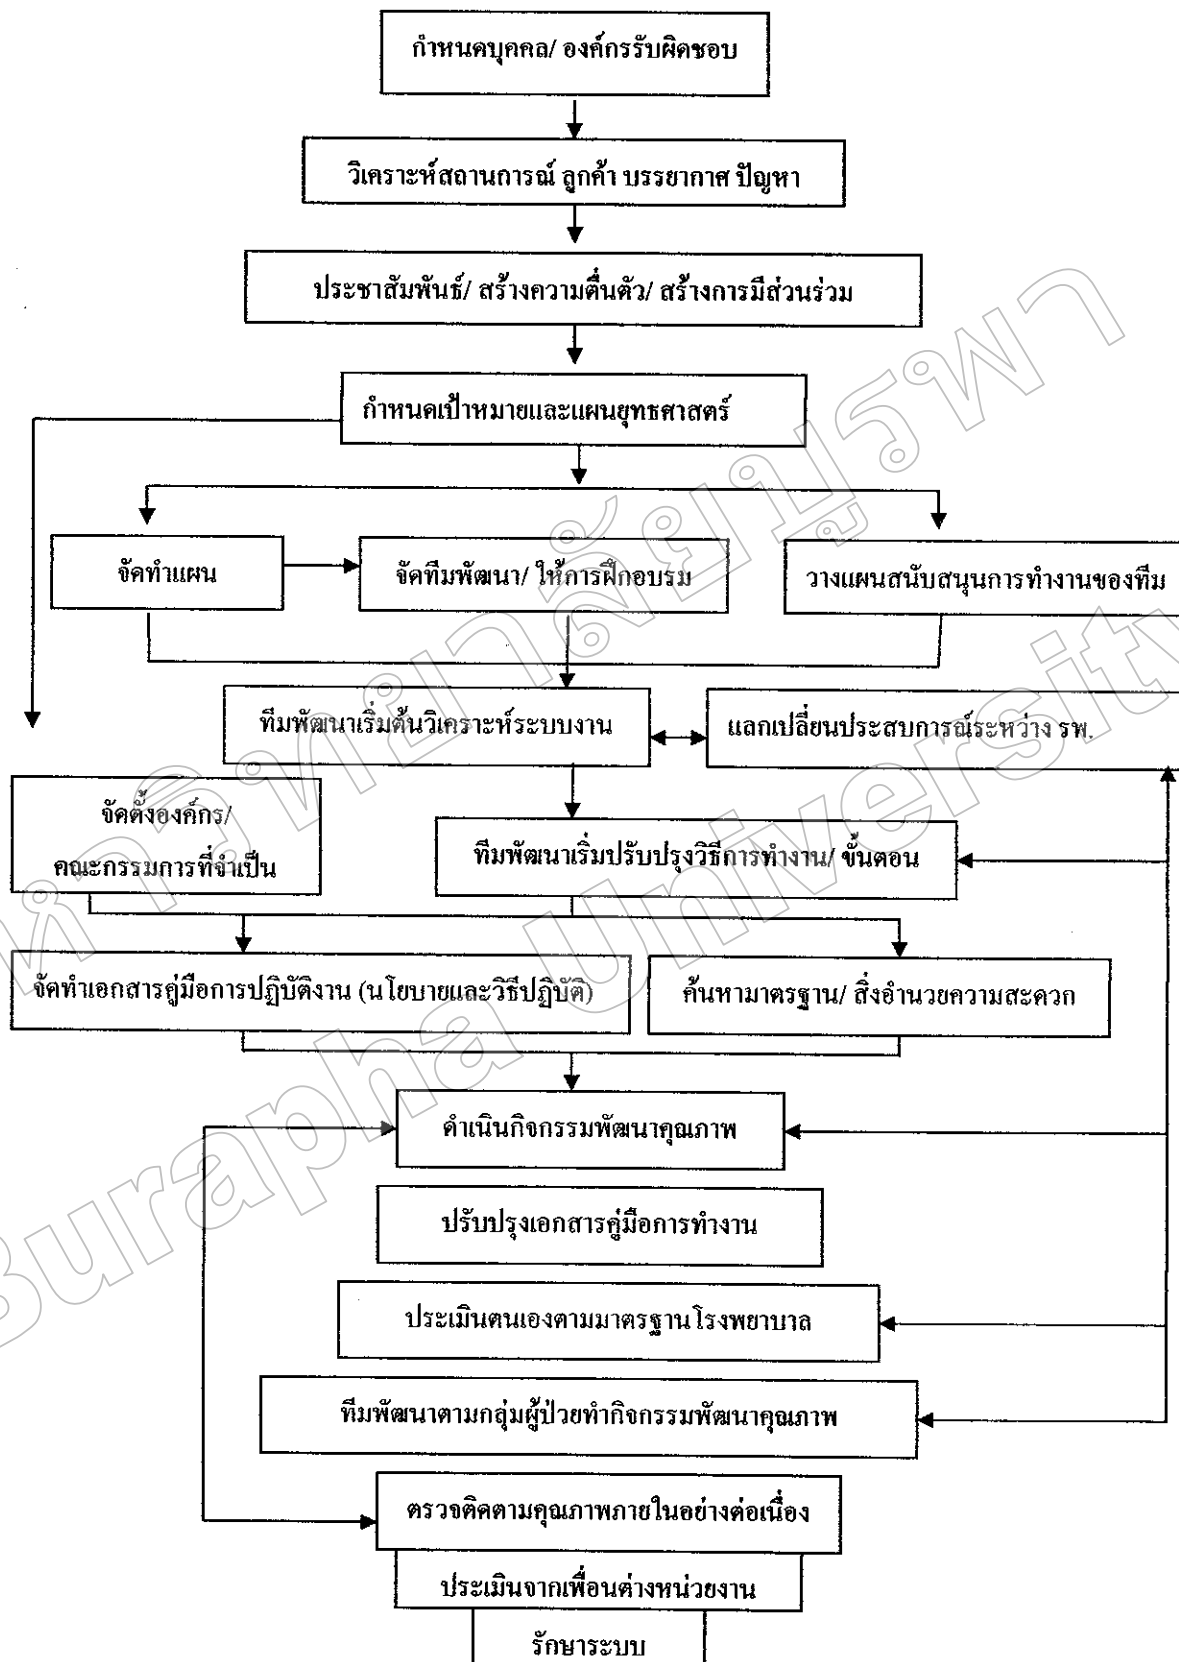 กำหนดบุคคล/ องค์กรรับผิดชอบ
วิเคราะห์สถานการณ์ ลูกค้า บรรยากาศ ปัญหา
ประชาสัมพันธ์/ สร้างความตื่นตัว/ สร้างการมีส่วนร่วม
กำหนดเป้าหมายและแผนยุทธศาสตร์
จัดทำแผน
จัดทีมพัฒนา/ ให้การฝึกอบรม
วางแผนสนับสนุนการทำงานของทีม
ทีมพัฒนาเริ่มต้นวิเคราะห์ระบบงาน
แลกเปลี่ยนประสบการณ์ระหว่าง รพ.
จัดตั้งองค์กร/
คณะกรรมการที่จำเป็น
ทีมพัฒนาเริ่มปรับปรุงวิธีการทำงาน/ ขั้นตอน
จัดทำเอกสารคู่มือการปฏิบัติงาน (นโยบายและวิธีปฏิบัติ)
ค้นหามาตรฐาน/ สิ่งอำนวยความสะดวก
ดำเนินกิจกรรมพัฒนาคุณภาพ
ปรับปรุงเอกสารคู่มือการทำงาน
ประเมินตนเองตามมาตรฐานโรงพยาบาล
ทีมพัฒนาตามกลุ่มผู้ป่วยทำกิจกรรมพัฒนาคุณภาพ
ตรวจติดตามคุณภาพภายในอย่างต่อเนื่อง
ประเมินจากเพื่อนต่างหน่วยงาน
รักษาระบบ
หาวิทยาลัยบูรพา
Burapha University